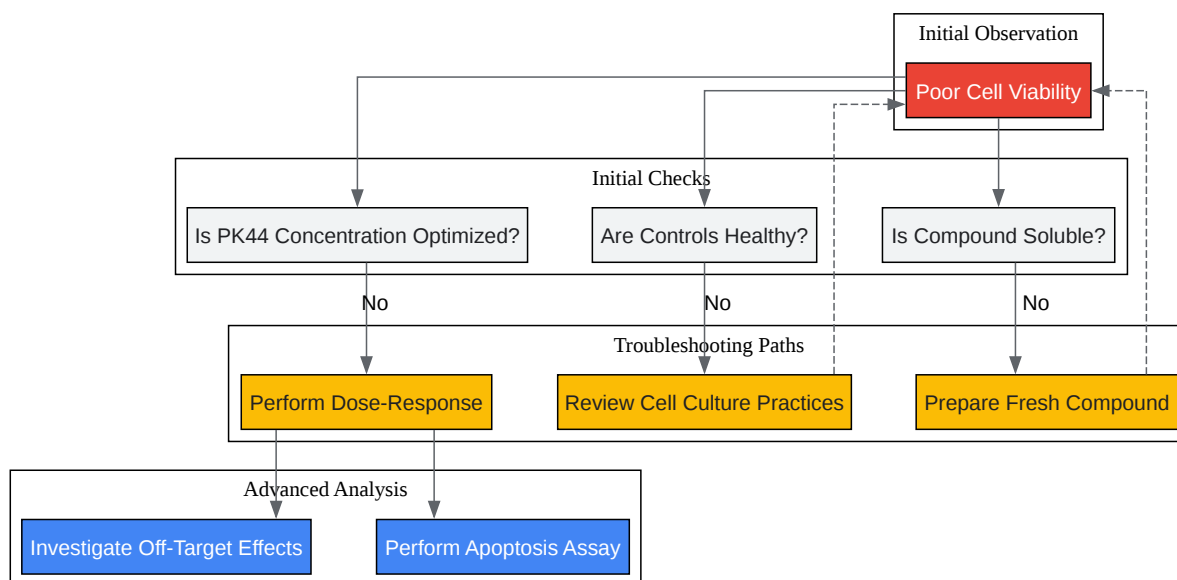 Initial Observation
Poor Cell Viability
Initial Checks
Is PK44 Concentration Optimized?
Are Controls Healthy?
Is Compound Soluble?
No
No
No
Troubleshooting Paths
Perform Dose-Response
Review Cell Culture Practices
Prepare Fresh Compound
Advanced Analysis
Investigate Off-Target Effects
Perform Apoptosis Assay